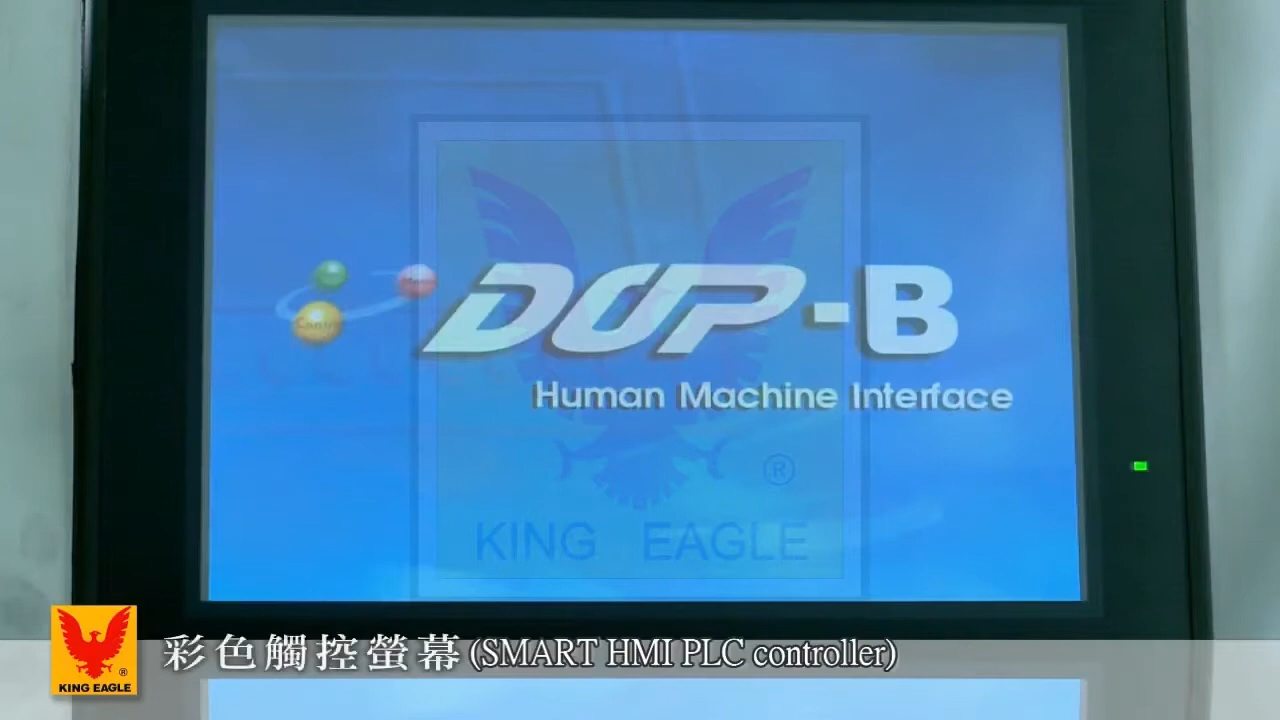 DOP-B
Human Machine Interface
®
KING EAGLE
®
KING EAGLE
彩色觸控螢幕(SMART HMI PLC controller)